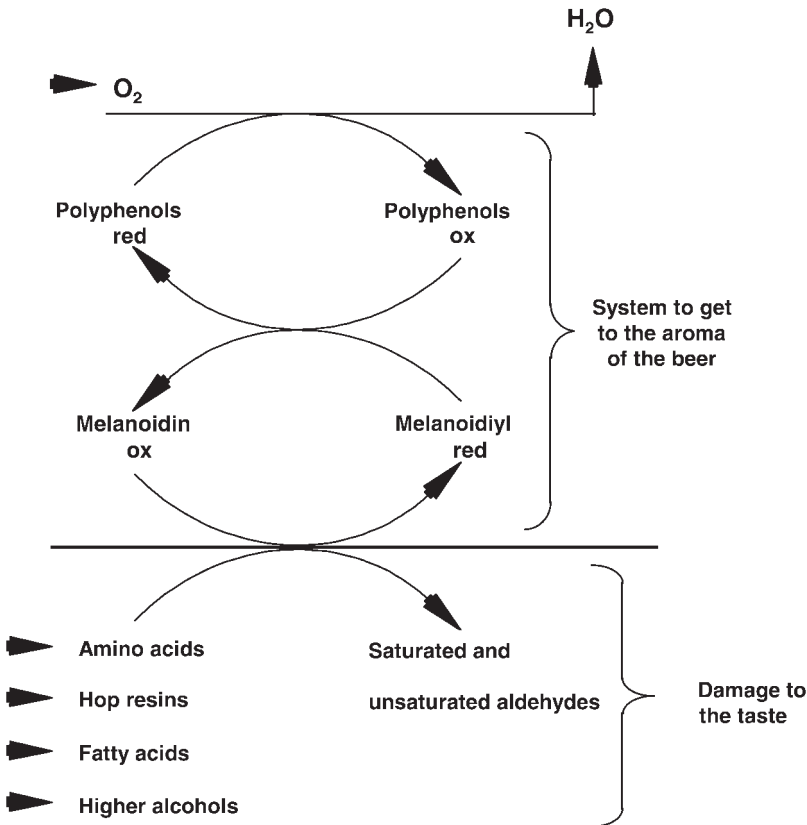 H₂O
O₂
Polyphenols
red
Polyphenols
ox
System to get
to the aroma
of the beer
Melanoidin
ox
Melanoidiyl
red
Amino acids
Saturated and
Hop resins
unsaturated aldehydes
Damage to
the taste
Fatty acids
Higher alcohols